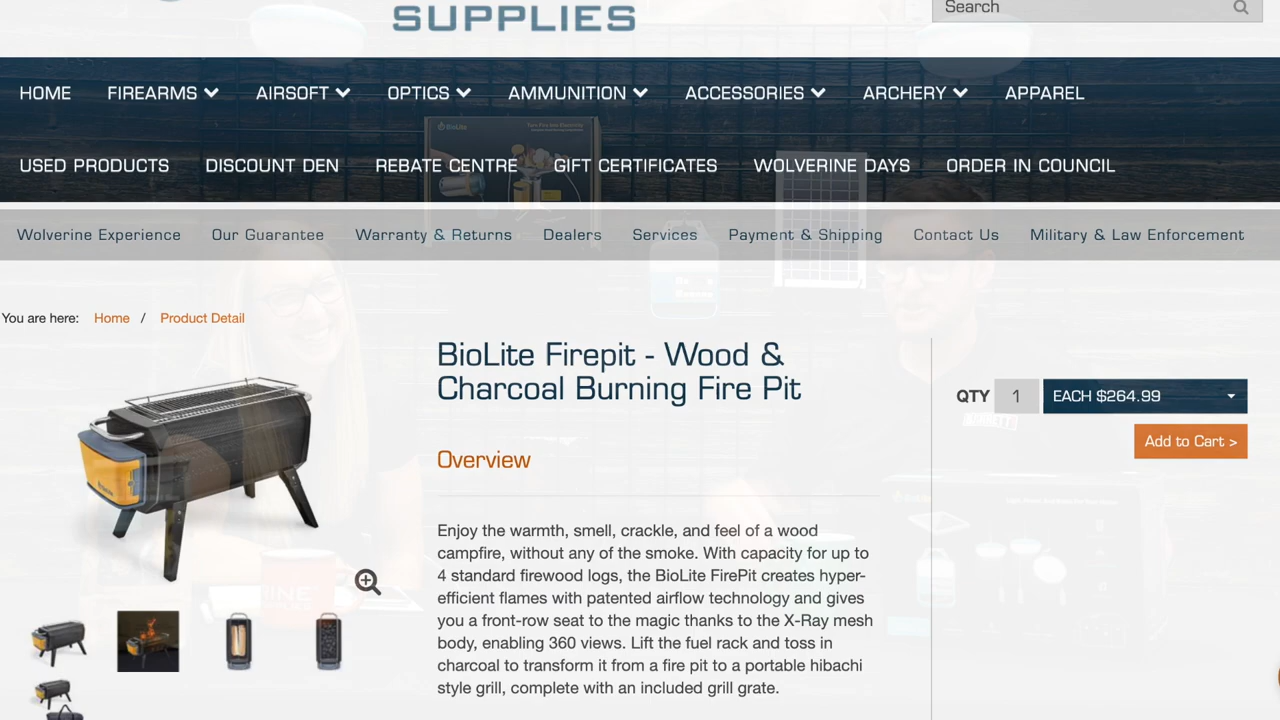 SUPPLIES
Search
HOME FIREARMS AIRSOFT OPTICS AMMUNITION ACCESSORIES ARCHERY APPAREL
BioLite Turn Fire Into Electricity
USED PRODUCTS DISCOUNT DEN REBATE CENTRE GIFT CERTIFICATES WOLVERINE DAYS ORDER IN COUNCIL
Wolverine Experience Our Guarantee Warranty & Returns Dealers Services Payment & Shipping Contact Us Military & Law Enforcement
You are here: Home / Product Detail
BioLite Firepit - Wood &
Charcoal Burning Fire Pit
QTY 1 EACH $264.99
Add to Cart >
Overview
Enjoy the warmth, smell, crackle, and feel of a wood
campfire, without any of the smoke. With capacity for up to
4 standard firewood logs, the BioLite FirePit creates hyper-
efficient flames with patented airflow technology and gives
you a front-row seat to the magic thanks to the X-Ray mesh
body, enabling 360 views. Lift the fuel rack and toss in
charcoal to transform it from a fire pit to a portable hibachi
style grill, complete with an included grill grate.